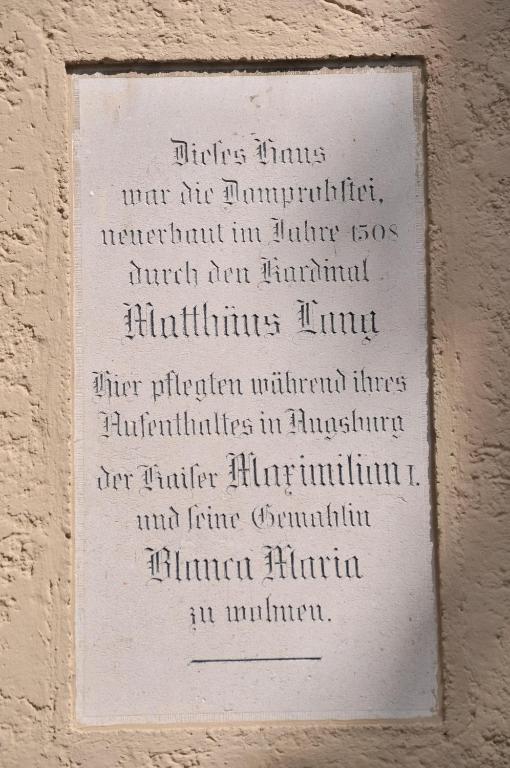 Dieses Haus
war die Domprobstei,
neuerbaut im Jahre 1508
durch den Kardinal
Matthäus Lang
Hier pflegten während ihres
Aufenthaltes in Augsburg
der Kaiser Maximilian I.
und seine Gemahlin
Blanca Maria
zu wohnen.